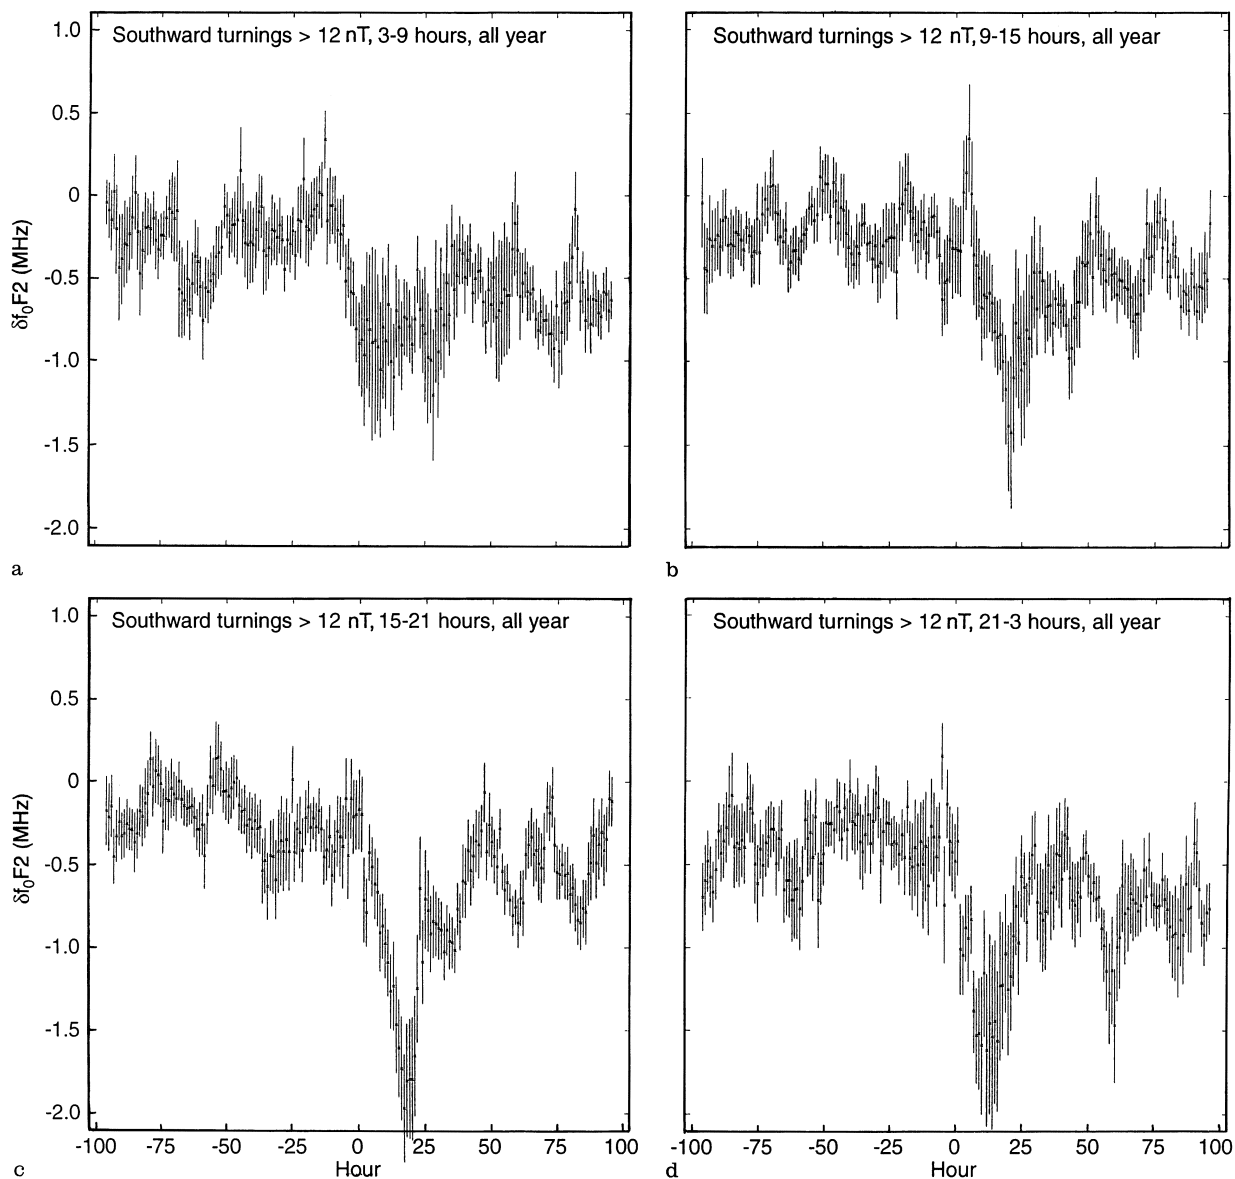 Southward turnings > 12 nT, 3-9 hours, all year
1.0
0.5
0
-0.5
-1.0
-1.5
-2.0
δf₀F2 (MHz)
a
Southward turnings > 12 nT, 9-15 hours, all year
b
Southward turnings > 12 nT, 15-21 hours, all year
1.0
0.5
0
-0.5
-1.0
-1.5
-2.0
δf₀F2 (MHz)
-100 -75 -50 -25 0 25 50 75 100
Hour
c
Southward turnings > 12 nT, 21-3 hours, all year
-100 -75 -50 -25 0 25 50 75 100
Hour
d